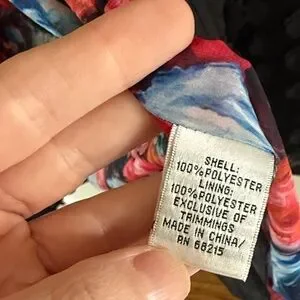 SHELL:
100% POLYESTER
LINING:
100% POLYESTER
EXCLUSIVE OF
TRIMMINGS
MADE IN CHINA/
RN 68215